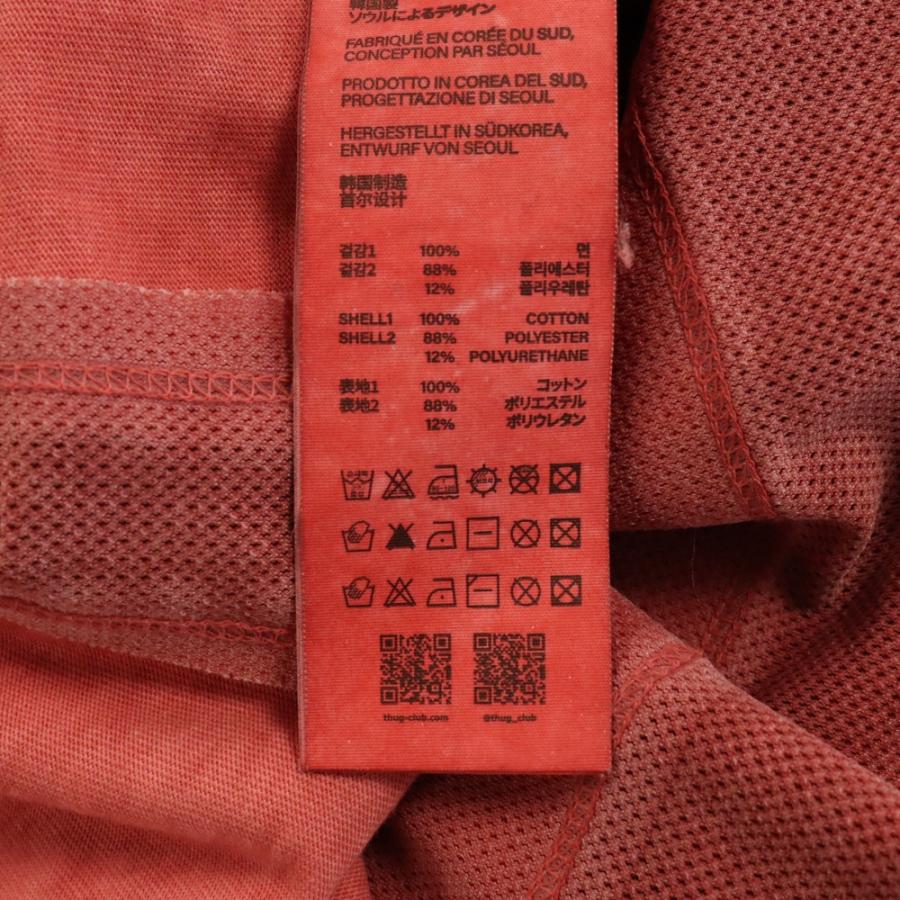 韓国製
ソウルによるデザイン
FABRIQUÉ EN CORÉE DU SUD,
CONCEPTION PAR SÉOUL
PRODOTTO IN COREA DEL SUD,
PROGETTAZIONE DI SEOUL
HERGESTELLT IN SÜDKOREA,
ENTWURF VON SEOUL
韩国制造
首尔设计
겉감1 100% 면
겉감2 88% 폴리에스터
12% 폴리우레탄
SHELL1 100% COTTON
SHELL2 88% POLYESTER
12% POLYURETHANE
表地1 100% コットン
表地2 88% ポリエステル
12% ポリウレタン
thug-club.com @thug_club